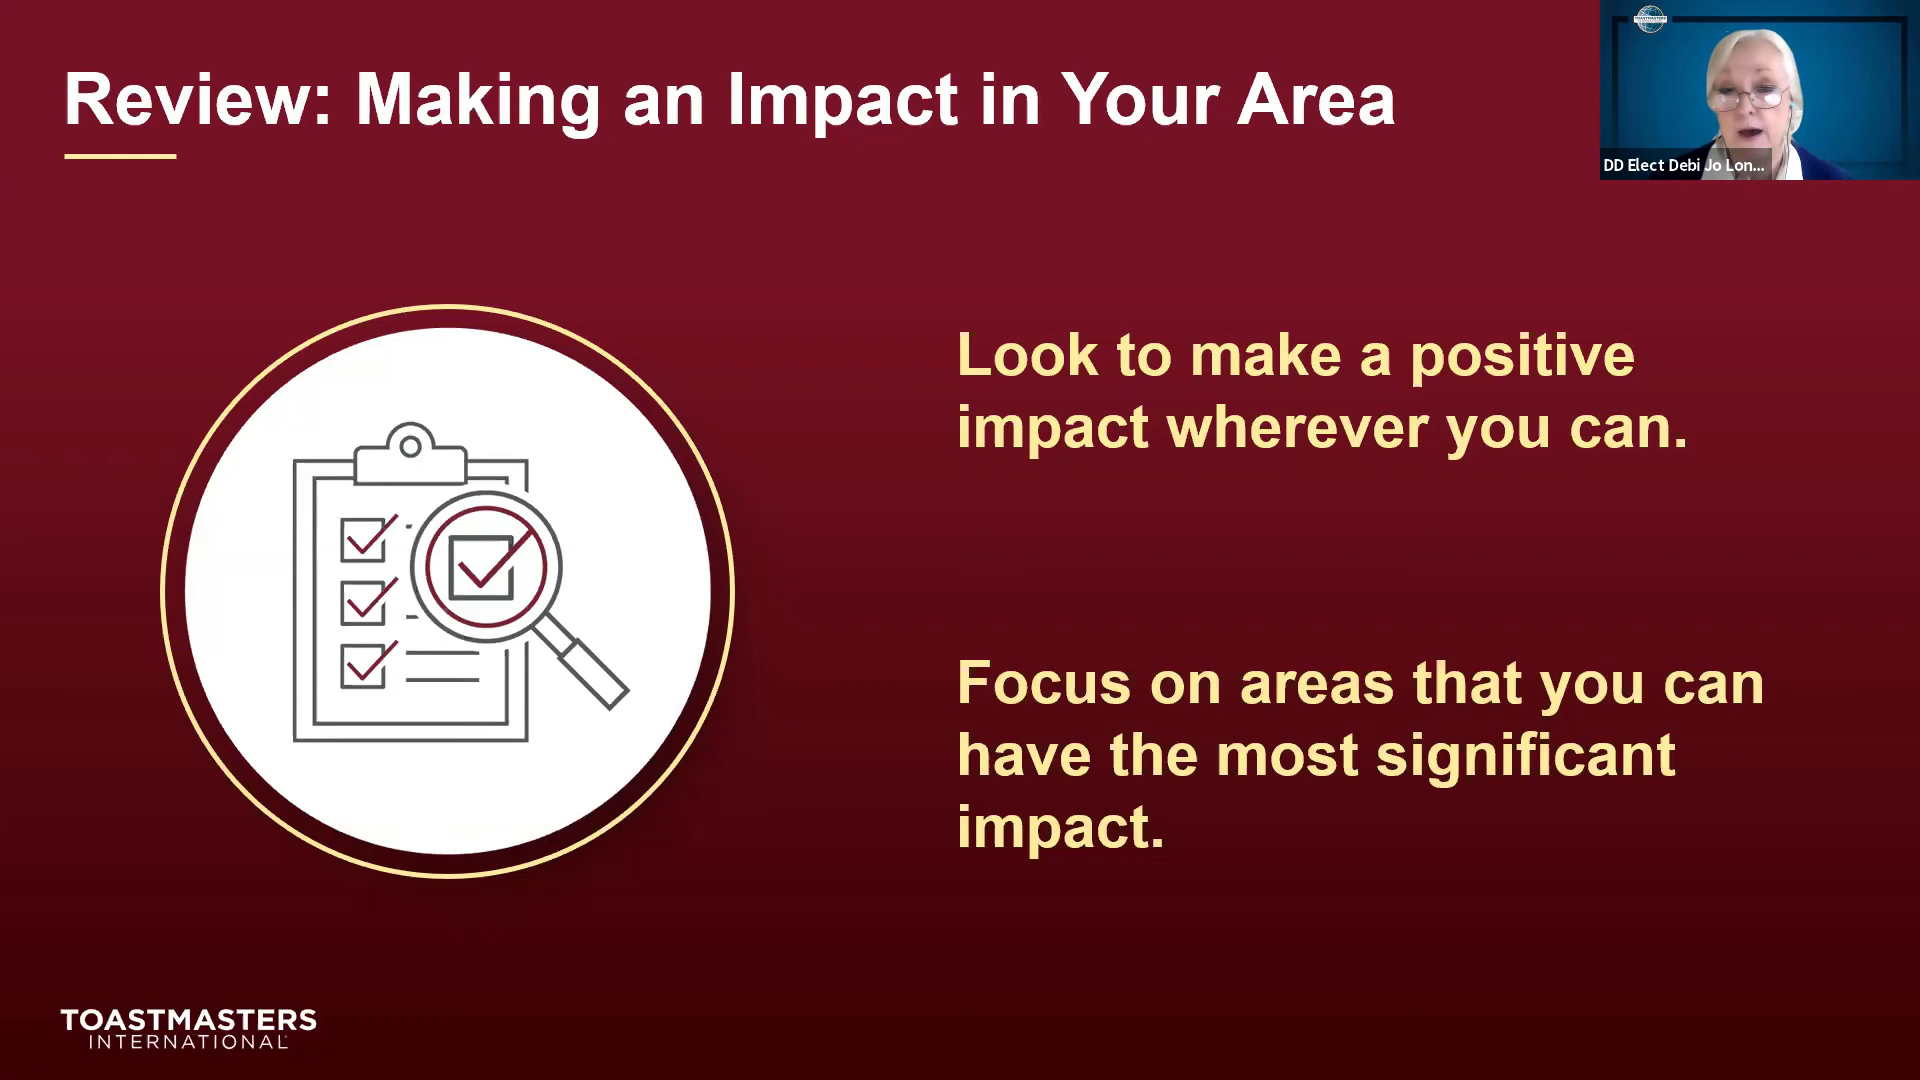 Review: Making an Impact in Your Area
TOASTMASTERS
DD Elect Debi Jo Lon...
Look to make a positive
impact wherever you can.
Focus on areas that you can
have the most significant
impact.
TOASTMASTERS
INTERNATIONAL